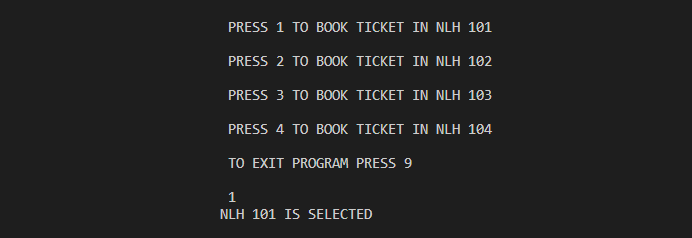 PRESS 1 TO BOOK TICKET IN NLH 101
PRESS 2 TO BOOK TICKET IN NLH 102
PRESS 3 TO BOOK TICKET IN NLH 103
PRESS 4 TO BOOK TICKET IN NLH 104
TO EXIT PROGRAM PRESS 9
1
NLH 101 IS SELECTED